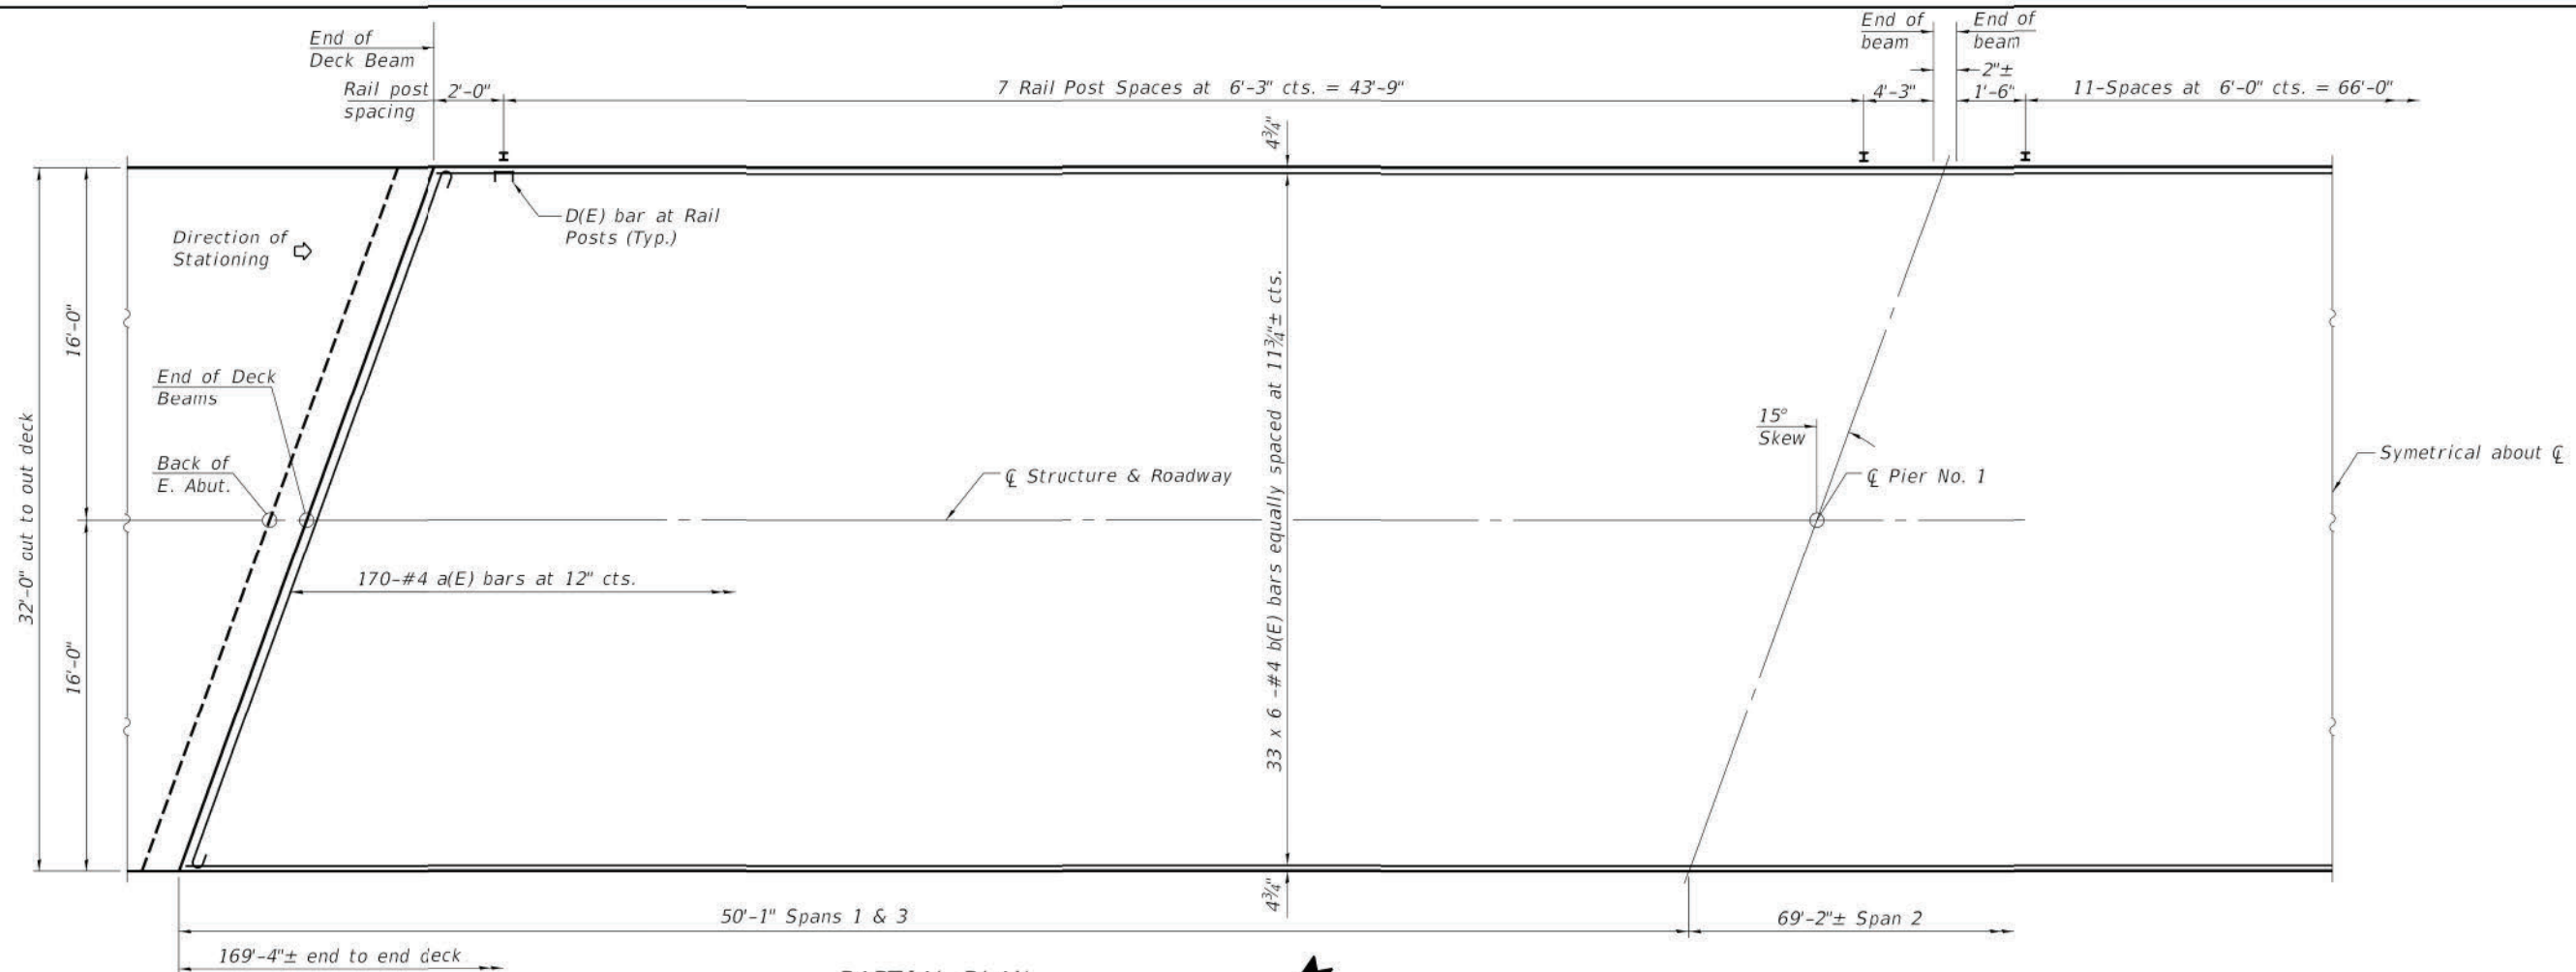 End of
Deck Beam
Rail post
spacing
2'-0"
7 Rail Post Spaces at 6'-3" cts. = 43'-9"
End of
beam
End of
beam
2"±
4'-3"
1'-6"
11-Spaces at 6'-0" cts. = 66'-0"
4¾"
D(E) bar at Rail
Posts (Typ.)
Direction of
Stationing
16'-0"
32'-0" out to out deck
End of Deck
Beams
Back of
E. Abut.
℄ Structure & Roadway
33 x 6 -#4 b(E) bars equally spaced at 11¾"± cts.
15°
Skew
℄ Pier No. 1
Symetrical about ℄
170-#4 a(E) bars at 12" cts.
16'-0"
4¾"
50'-1" Spans 1 & 3
69'-2"± Span 2
169'-4"± end to end deck